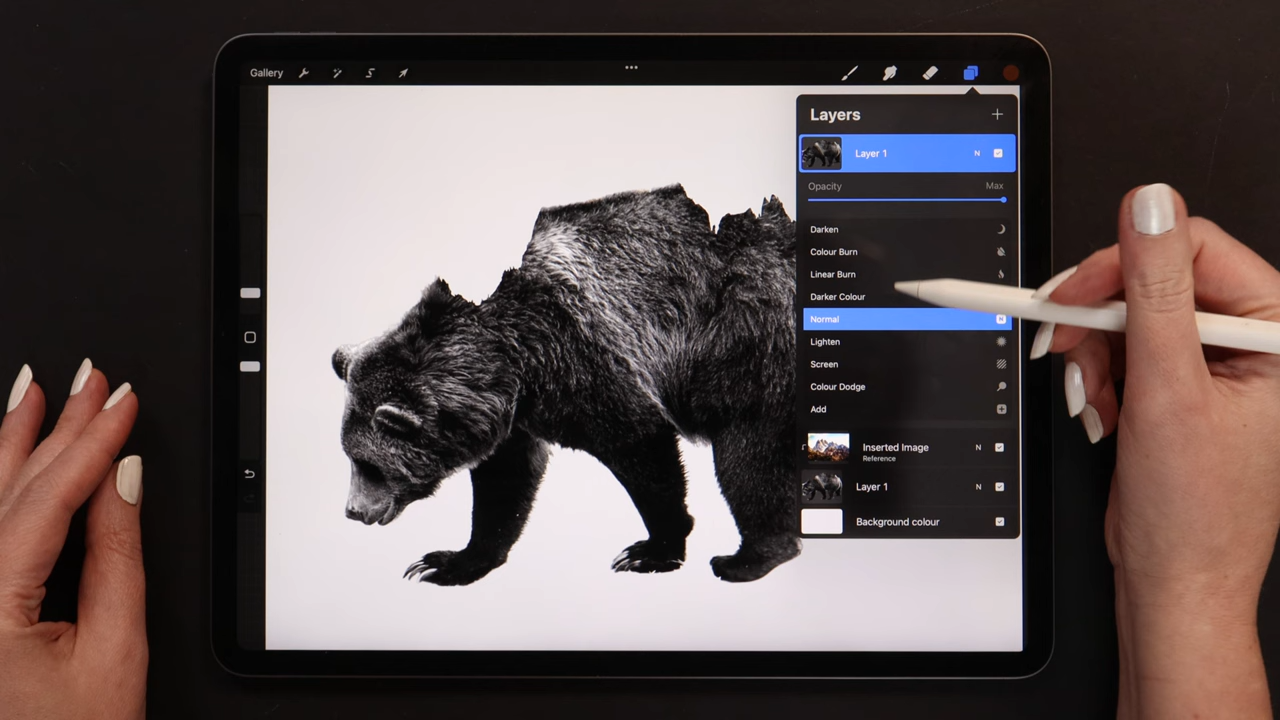 Gallery
Layers
Layer 1 N
Opacity Max
Darken
Colour Burn
Linear Burn
Darker Colour
Normal N
Lighten
Screen
Colour Dodge
Add
Inserted Image N
Reference
Layer 1 N
Background colour